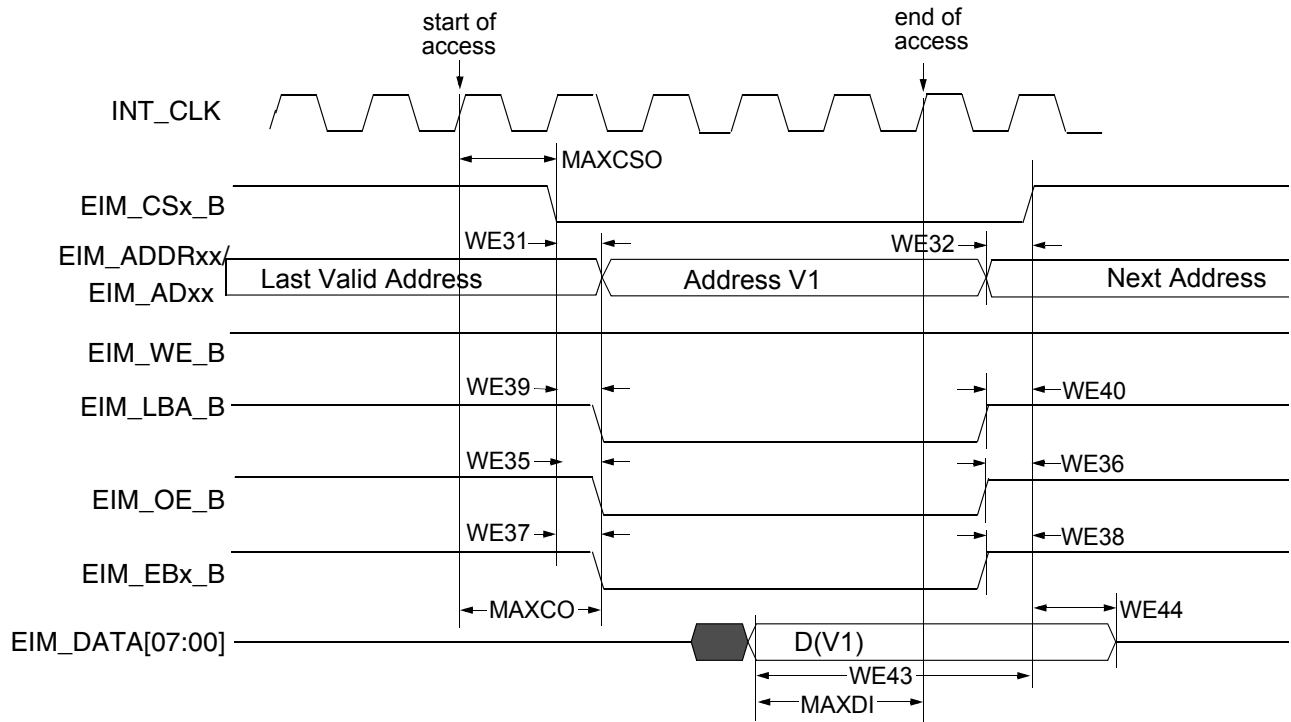 start of
access
end of
access
INT_CLK
MAXCSO
EIM_CSx_B
WE31
WE32
EIM_ADDRxx/
EIM_ADxx
Last Valid Address
Address V1
Next Address
EIM_WE_B
WE39
WE40
EIM_LBA_B
WE35
WE36
EIM_OE_B
WE37
WE38
EIM_EBx_B
MAXCO
WE44
EIM_DATA[07:00]
D(V1)
WE43
MAXDI